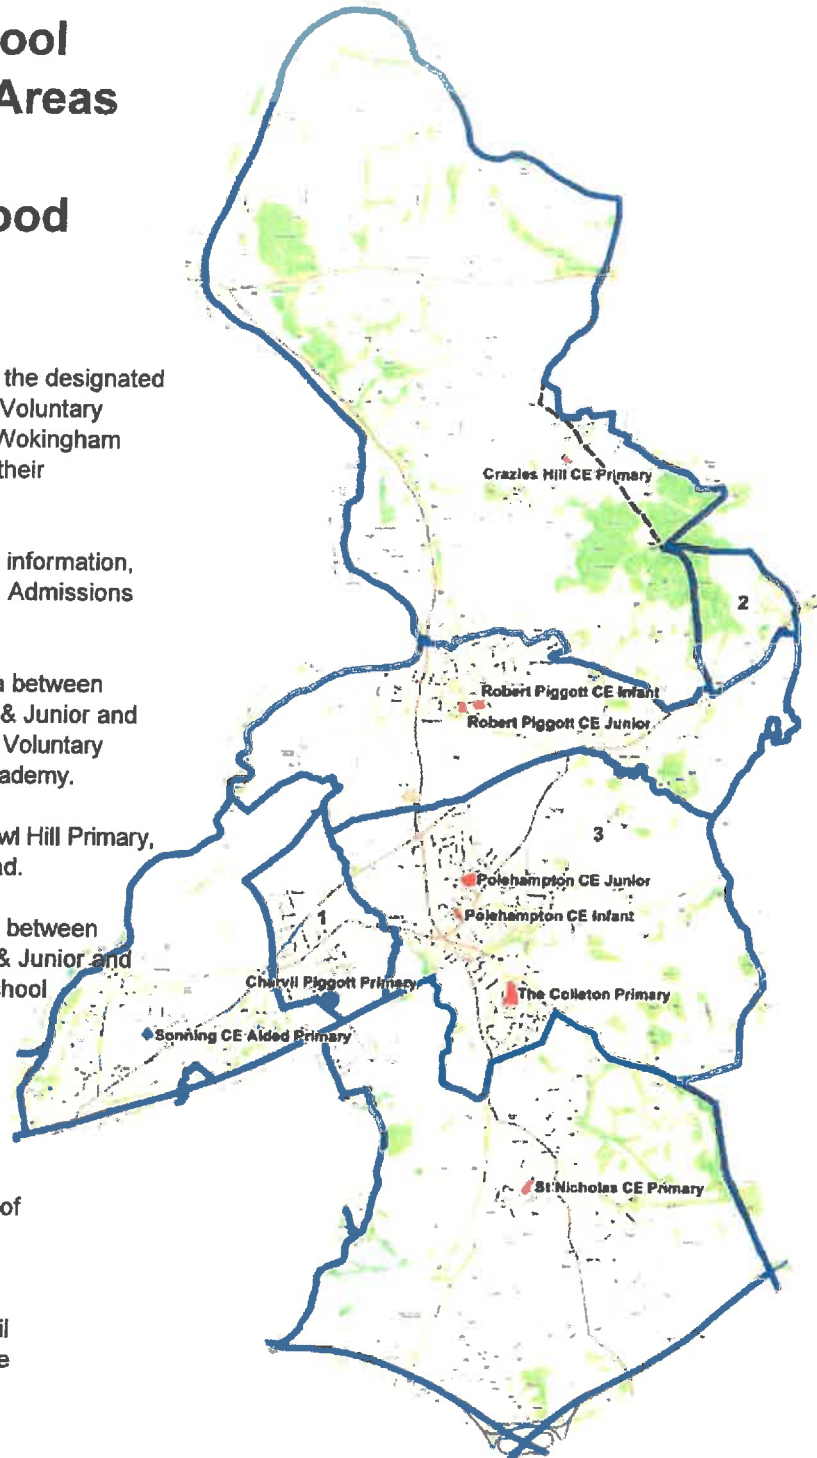 ool
Areas
ood
the designated
Voluntary
Wokingham
their
information,
Admissions
a between
& Junior and
Voluntary
ademy.
wl Hill Primary,
ad.
between
& Junior and
hool
of
il
e
Crazies Hill CE Primary
2
Robert Piggott CE Infant
Robert Piggott CE Junior
3
Polehampton CE Junior
Polehampton CE Infant
1
Charvil Piggott Primary
The Colleton Primary
Sonning CE Aided Primary
St Nicholas CE Primary